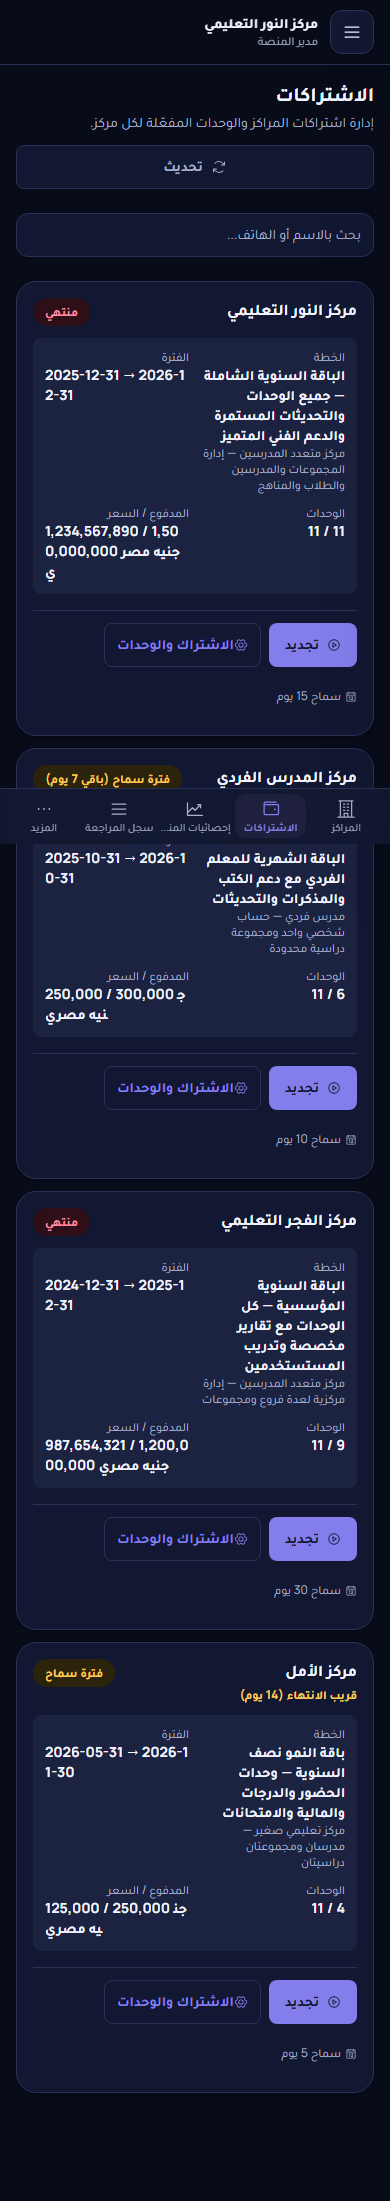 مركز النور التعليمي
مدير المنصة
الاشتراكات
إدارة اشتراكات المراكز والوحدات المفعّلة لكل مركز.
تحديث
بحث بالاسم أو الهاتف...
مركز النور التعليمي
منتهي
الخطة
الباقة السنوية الشاملة
— جميع الوحدات
والتحديثات المستمرة
والدعم الفني المتميز
مركز متعدد المدرسين — إدارة
المجموعات والمدرسين
والطلاب والمناهج
الفترة
2025-12-31 → 2026-1
2-31
الوحدات
11 / 11
المدفوع / السعر
1,234,567,890 / 1,50
0,000,000 جنيه مصر
ي
تجديد
الاشتراك والوحدات
سماح 15 يوم
مركز المدرس الفردي
فترة سماح (باقي 7 يوم)
الباقة الشهرية للمعلم
الفردي مع دعم الكتب
والمذكرات والتحديثات
مدرس فردي — حساب
شخصي واحد ومجموعة
دراسية محدودة
2025-10-31 → 2026-1
0-31
الوحدات
11 / 6
المدفوع / السعر
250,000 / 300,000 ج
نيه مصري
تجديد
الاشتراك والوحدات
سماح 10 يوم
المراكز
الاشتراكات
إحصائيات المنـ...
سجل المراجعة
المزيد
مركز الفجر التعليمي
منتهي
الخطة
الباقة السنوية
المؤسسية — كل
الوحدات مع تقارير
مخصصة وتدريب
المستستخدمين
مركز متعدد المدرسين — إدارة
مركزية لعدة فروع ومجموعات
الفترة
2024-12-31 → 2025-1
2-31
الوحدات
11 / 9
المدفوع / السعر
987,654,321 / 1,200,0
00,000 جنيه مصري
تجديد
الاشتراك والوحدات
سماح 30 يوم
مركز الأمل
قريب الانتهاء (14 يوم)
فترة سماح
الخطة
باقة النمو نصف
السنوية — وحدات
الحضور والدرجات
والمالية والامتحانات
مركز تعليمي صغير —
مدرسان ومجموعتان
دراسيتان
الفترة
2026-05-31 → 2026-1
1-30
الوحدات
11 / 4
المدفوع / السعر
125,000 / 250,000 جن
يه مصري
تجديد
الاشتراك والوحدات
سماح 5 يوم